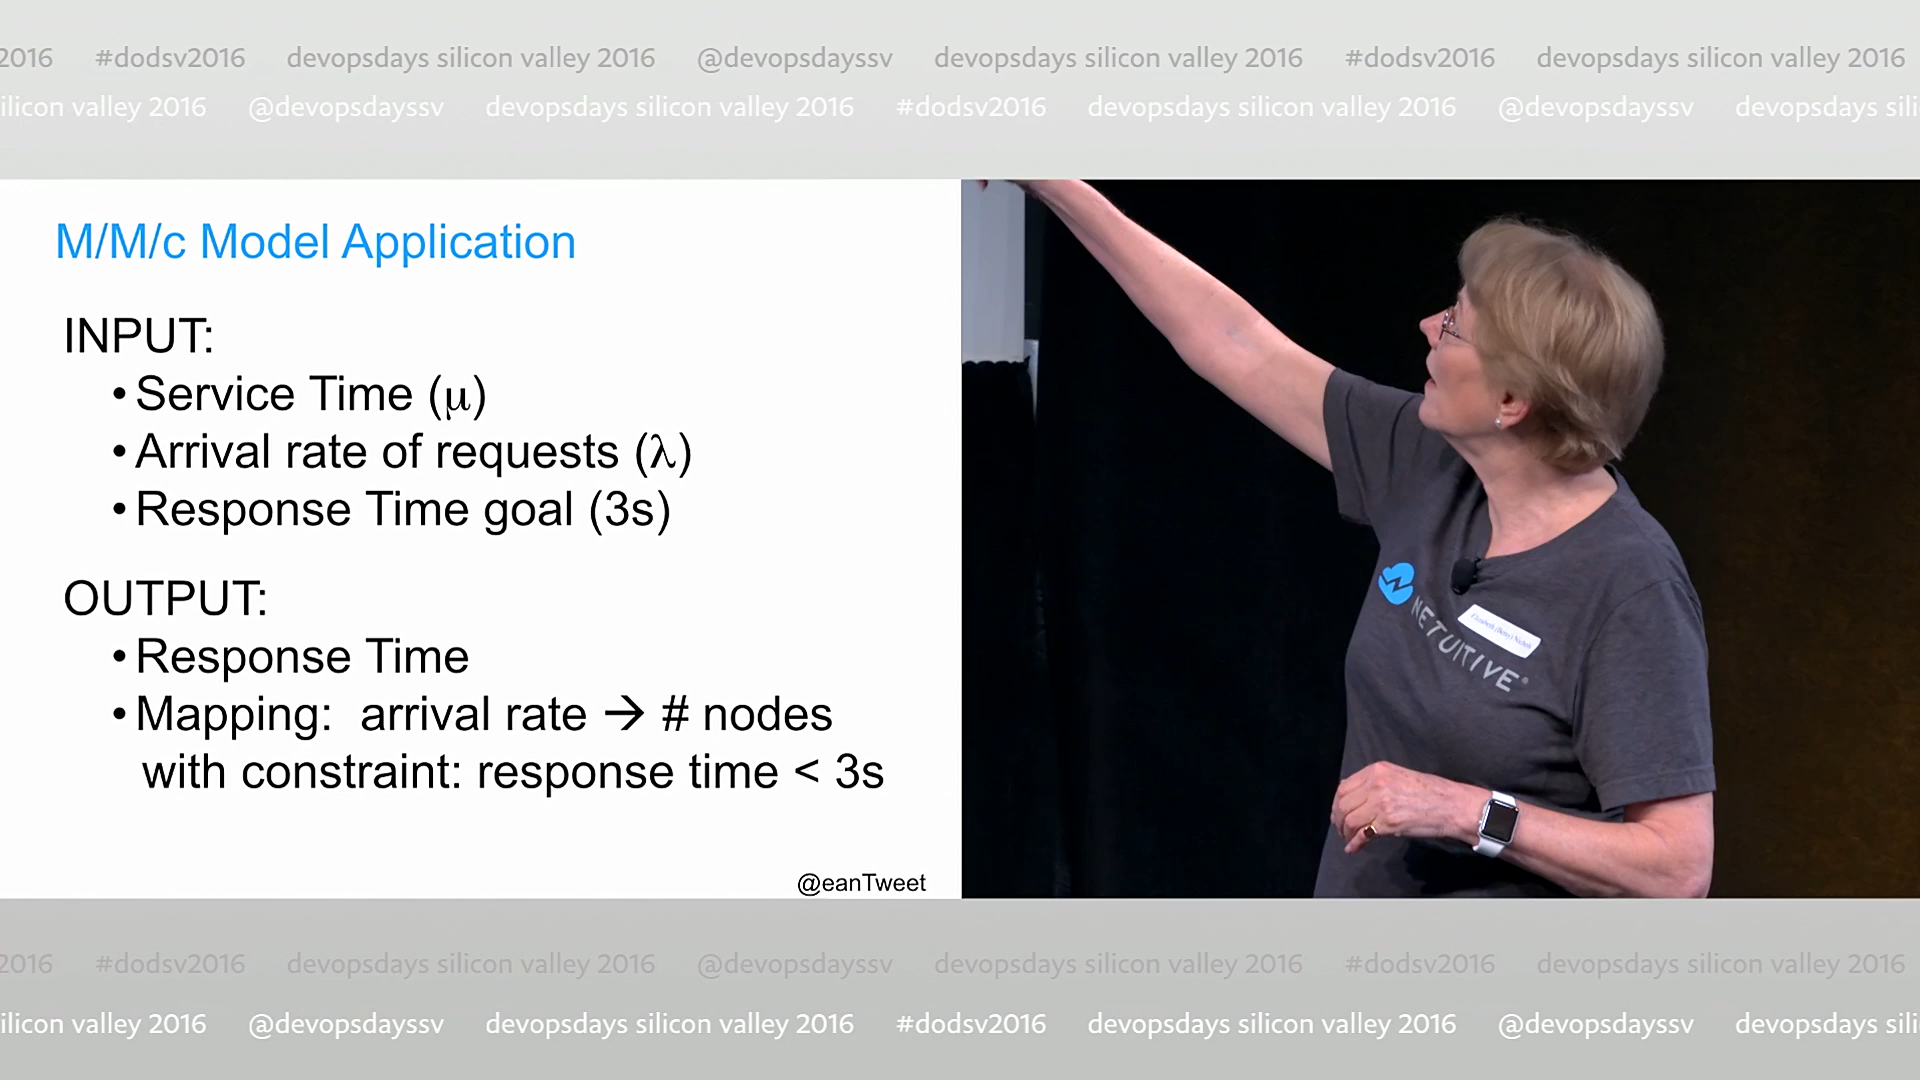 2016 #dodsv2016 devopsdays silicon valley 2016 @devopsdayssv devopsdays silicon valley 2016 #dodsv2016 devopsdays silicon valley 2016
ilicon valley 2016 @devopsdayssv devopsdays silicon valley 2016 #dodsv2016 devopsdays silicon valley 2016 @devopsdayssv devopsdays sili
M/M/c Model Application
INPUT:
• Service Time (μ)
• Arrival rate of requests (λ)
• Response Time goal (3s)
OUTPUT:
• Response Time
• Mapping: arrival rate → # nodes
with constraint: response time < 3s
@eanTweet
NETUITIVE
Elizabeth (Betsy) Nichols
2016 #dodsv2016 devopsdays silicon valley 2016 @devopsdayssv devopsdays silicon valley 2016 #dodsv2016 devopsdays silicon valley 2016
ilicon valley 2016 @devopsdayssv devopsdays silicon valley 2016 #dodsv2016 devopsdays silicon valley 2016 @devopsdayssv devopsdays sili